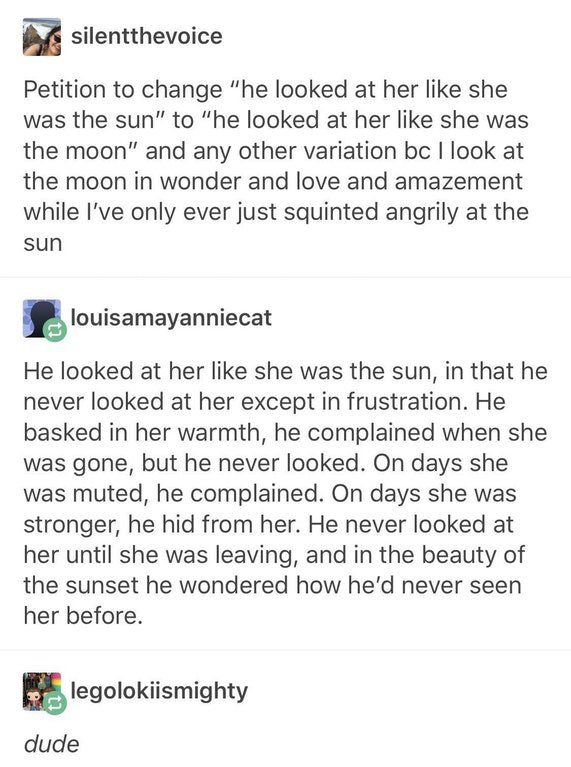 silentthevoice
Petition to change “he looked at her like she
was the sun” to “he looked at her like she was
the moon” and any other variation bc I look at
the moon in wonder and love and amazement
while I’ve only ever just squinted angrily at the
sun
louisamayanniecat
He looked at her like she was the sun, in that he
never looked at her except in frustration. He
basked in her warmth, he complained when she
was gone, but he never looked. On days she
was muted, he complained. On days she was
stronger, he hid from her. He never looked at
her until she was leaving, and in the beauty of
the sunset he wondered how he’d never seen
her before.
legolokiismighty
dude